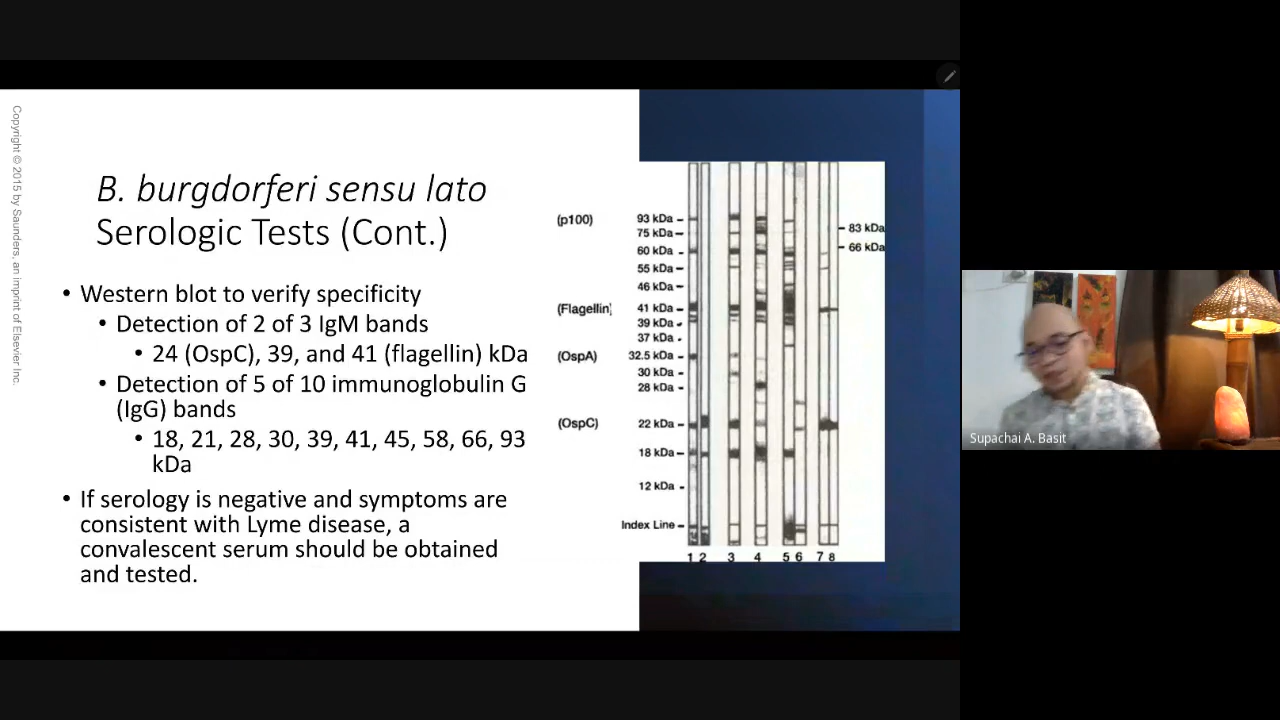 Copyright © 2015 by Saunders, an imprint of Elsevier Inc.
B. burgdorferi sensu lato
Serologic Tests (Cont.)
• Western blot to verify specificity
• Detection of 2 of 3 IgM bands
• 24 (OspC), 39, and 41 (flagellin) kDa
• Detection of 5 of 10 immunoglobulin G
(IgG) bands
• 18, 21, 28, 30, 39, 41, 45, 58, 66, 93
kDa
• If serology is negative and symptoms are
consistent with Lyme disease, a
convalescent serum should be obtained
and tested.
(p100) 93 kDa –
75 kDa –
60 kDa –
55 kDa –
46 kDa –
(Flagellin) 41 kDa –
39 kDa -
37 kDa -
(OspA) 32.5 kDa –
30 kDa –
28 kDa –
(OspC) 22 kDa –
18 kDa –
12 kDa –
Index Line –
– 83 kDa
– 66 kDa
1 2 3 4 5 6 7 8
Supachai A. Basit